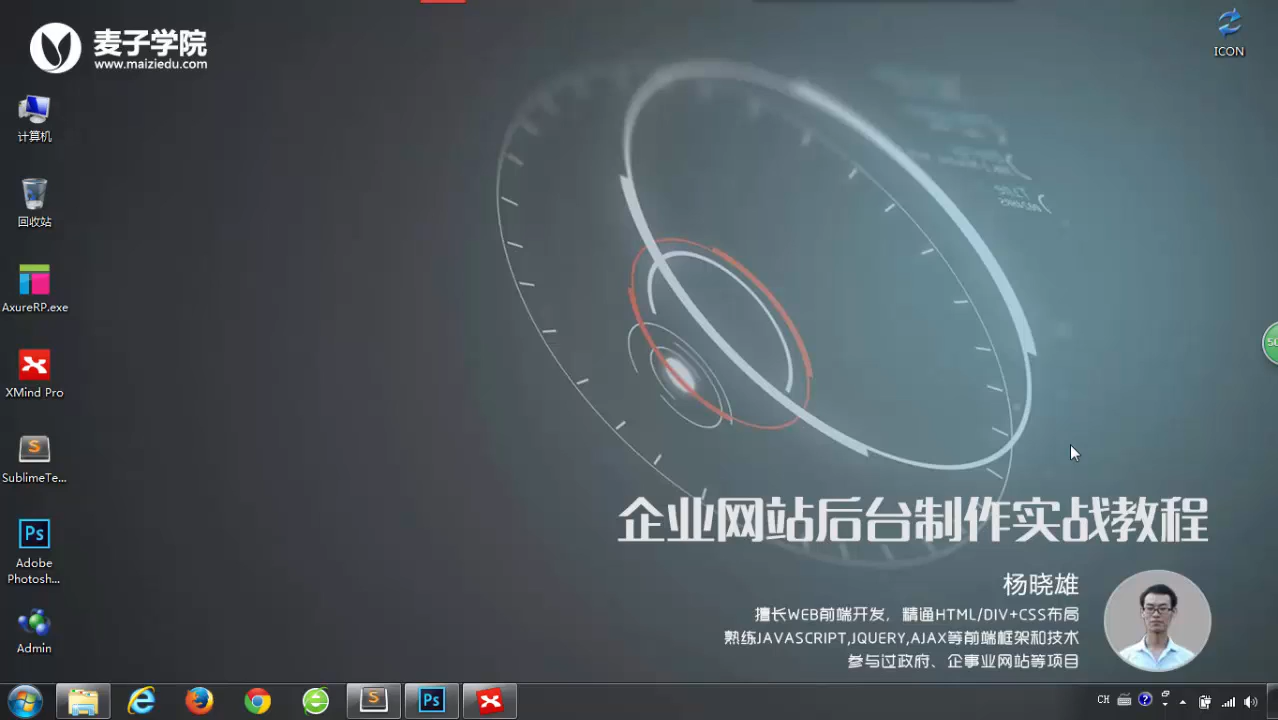 麦子学院
www.maiziedu.com
ICON
计算机
回收站
AxureRP.exe
XMind Pro
S
SublimeTe...
Ps
Adobe
Photosh...
Admin
50
企业网站后台制作实战教程
杨晓雄
擅长WEB前端开发，精通HTML/DIV+CSS布局
熟练JAVASCRIPT,JQUERY,AJAX等前端框架和技术
参与过政府、企事业网站等项目
S
Ps
CH